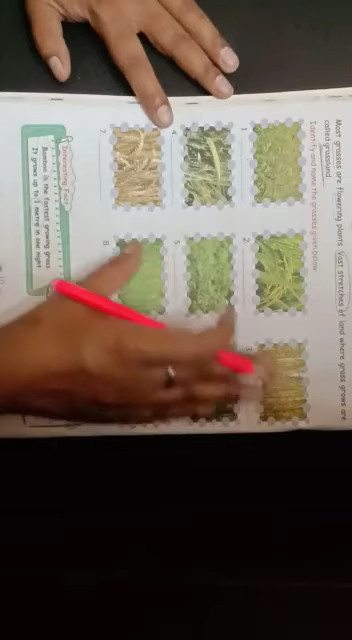 Most grasses are flowering plants. Vast stretches of land where grass grows are
called grassland.
Identify and name the grasses given below.
1.
2.
4.
5.
7.
8.
Interesting Fact
Bamboo is the fastest growing grass.
It grows up to 1 metre in one night.